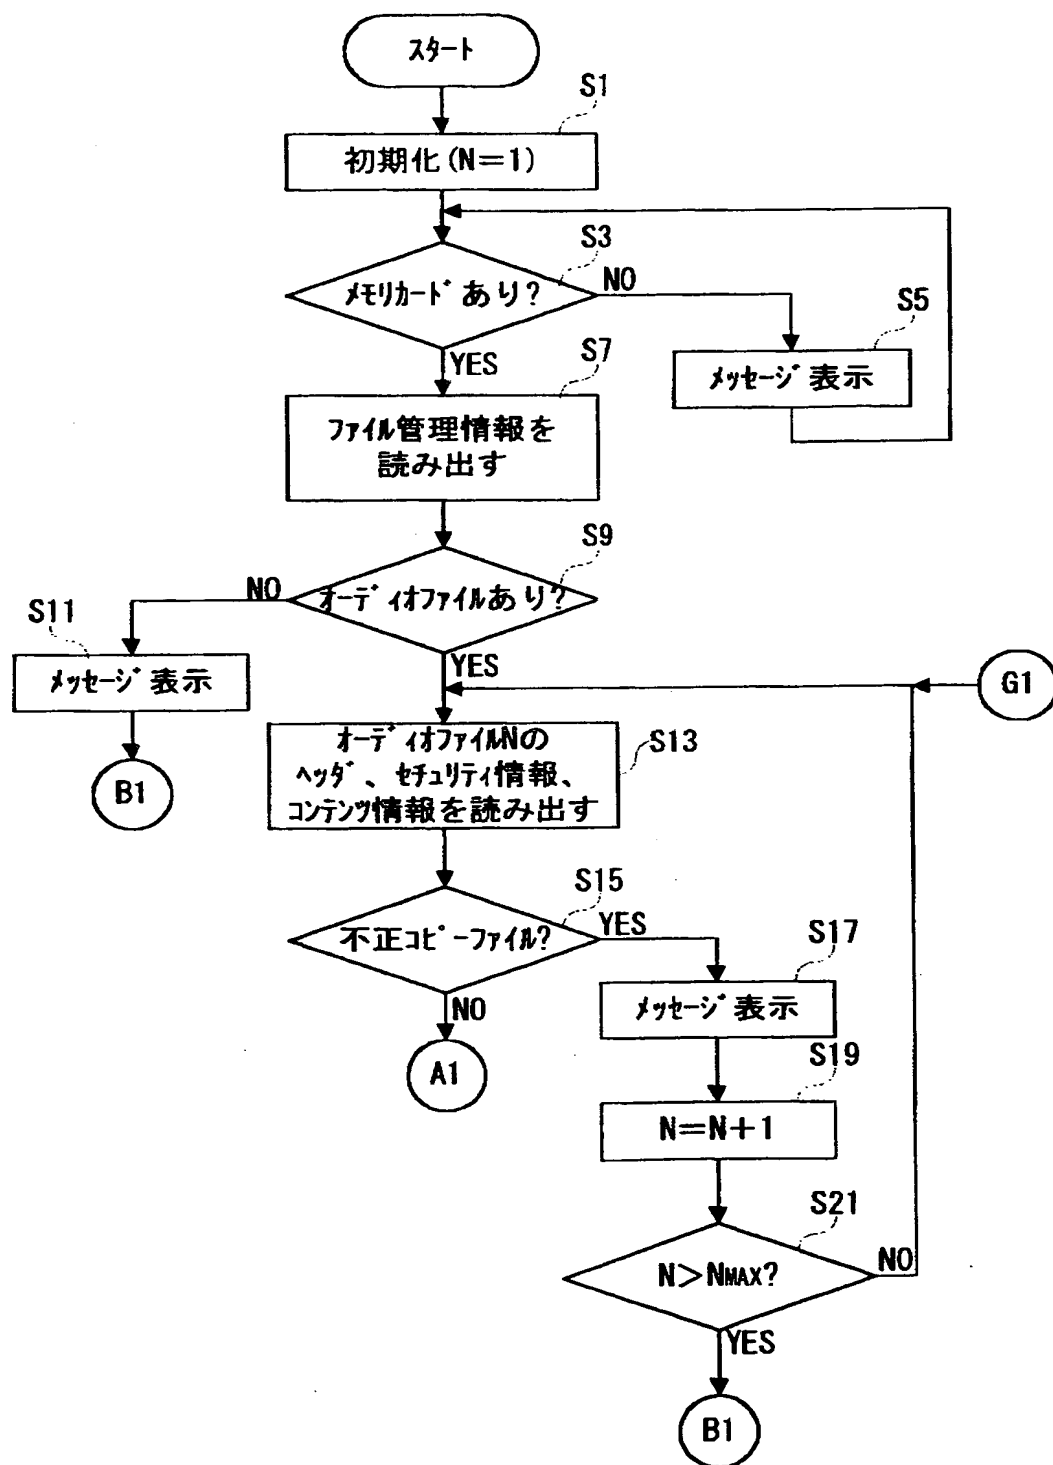 スタート
S1
初期化(N=1)
S3
メモリカードあり?
NO
S5
メッセージ表示
YES
S7
ファイル管理情報を
読み出す
S9
オーディオファイルあり?
NO
S11
メッセージ表示
B1
YES
G1
オーディオファイルNの
ヘッダ、セチュリティ情報、
コンテンツ情報を読み出す
S13
S15
不正コピーファイル?
YES
S17
メッセージ表示
NO
A1
S19
N=N+1
S21
N>NMAX?
NO
YES
B1